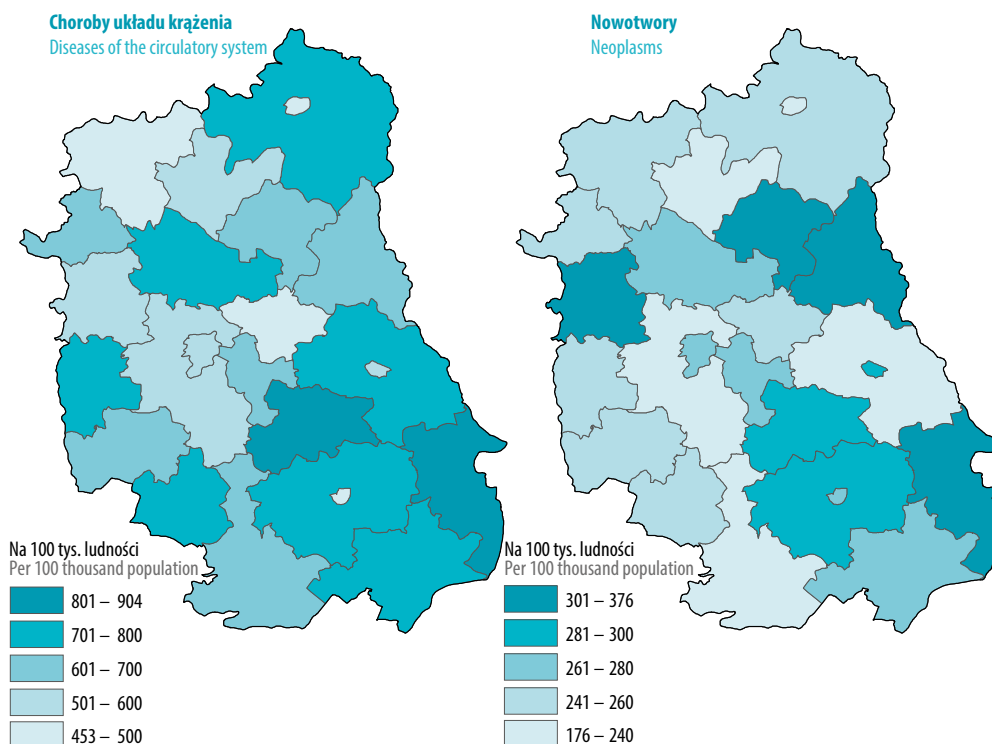 Choroby układu krążenia
Diseases of the circulatory system
Na 100 tys. ludności
Per 100 thousand population
801 – 904
701 – 800
601 – 700
501 – 600
453 – 500
Nowotwory
Neoplasms
Na 100 tys. ludności
Per 100 thousand population
301 – 376
281 – 300
261 – 280
241 – 260
176 – 240